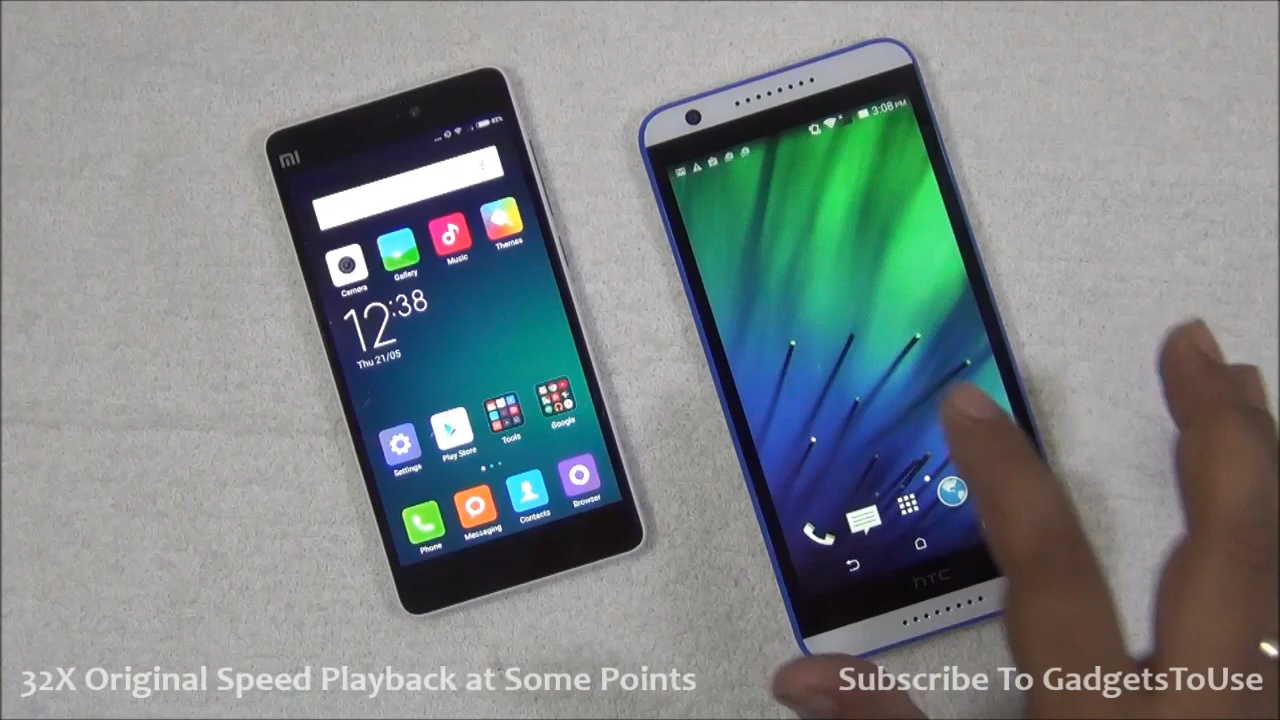 mi
85%
Camera
Gallery
Music
Themes
12:38
Thu 21/05
Settings
Play Store
Tools
Google
Phone
Messaging
Contacts
Browser
3:08 PM
hTC
32X Original Speed Playback at Some Points
Subscribe To GadgetsToUse